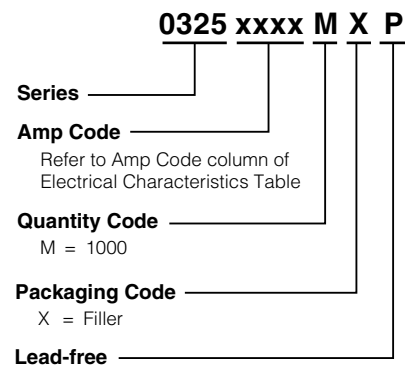 0325 xxxx M X P
Series
Amp Code
Refer to Amp Code column of
Electrical Characteristics Table
Quantity Code
M = 1000
Packaging Code
X = Filler
Lead-free